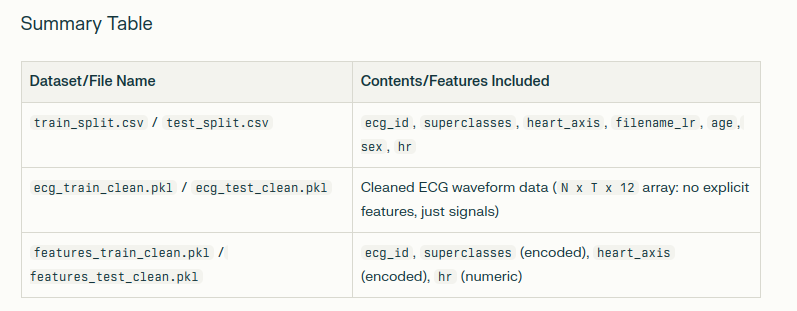 Summary Table
Dataset/File Name
Contents/Features Included
train_split.csv / test_split.csv
ecg_id, superclasses, heart_axis, filename_lr, age,
sex, hr
ecg_train_clean.pkl / ecg_test_clean.pkl
Cleaned ECG waveform data ( N x T x 12 array: no explicit
features, just signals)
features_train_clean.pkl /
features_test_clean.pkl
ecg_id, superclasses (encoded), heart_axis
(encoded), hr (numeric)